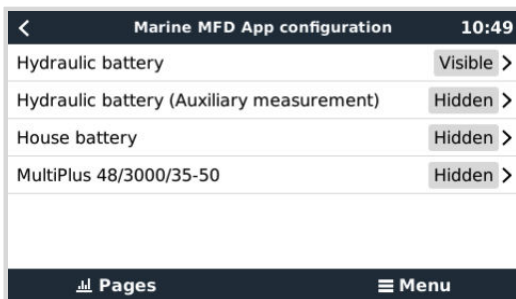 Marine MFD App configuration 10:49
Hydraulic battery Visible
Hydraulic battery (Auxiliary measurement) Hidden
House battery Hidden
MultiPlus 48/3000/35-50 Hidden
Pages Menu